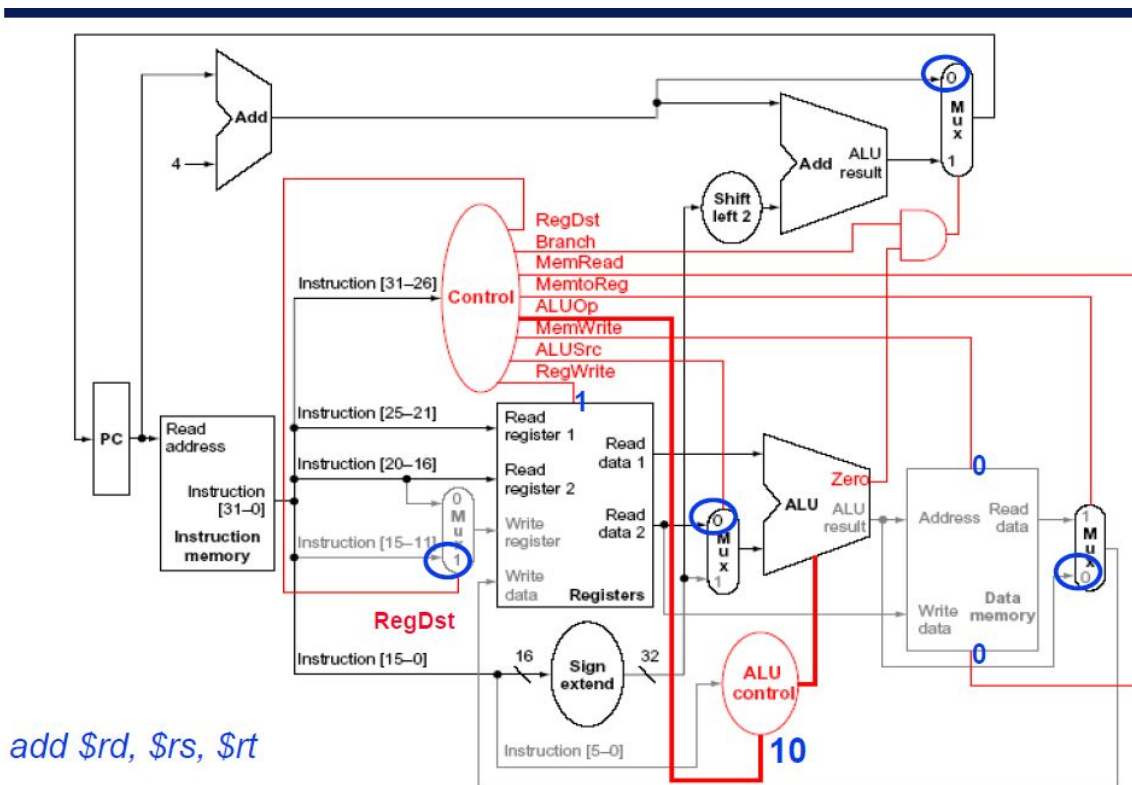 0
M
u
x
1
Add
4
Add
ALU
result
Shift
left 2
RegDst
Branch
MemRead
MemtoReg
ALUOp
MemWrite
ALUSrc
RegWrite
Control
Instruction [31–26]
1
PC
Read
address
Instruction
[31–0]
Instruction
memory
Instruction [25–21]
Instruction [20–16]
Instruction [15–11]
0
M
u
x
1
RegDst
Read
register 1
Read
register 2
Write
register
Write
data
Read
data 1
Read
data 2
Registers
0
M
u
x
1
Zero
ALU
ALU
result
0
Address
Read
data
Write
data
Data
memory
0
1
M
u
x
0
Instruction [15–0]
16
Sign
extend
32
ALU
control
Instruction [5–0]
10
add $rd, $rs, $rt